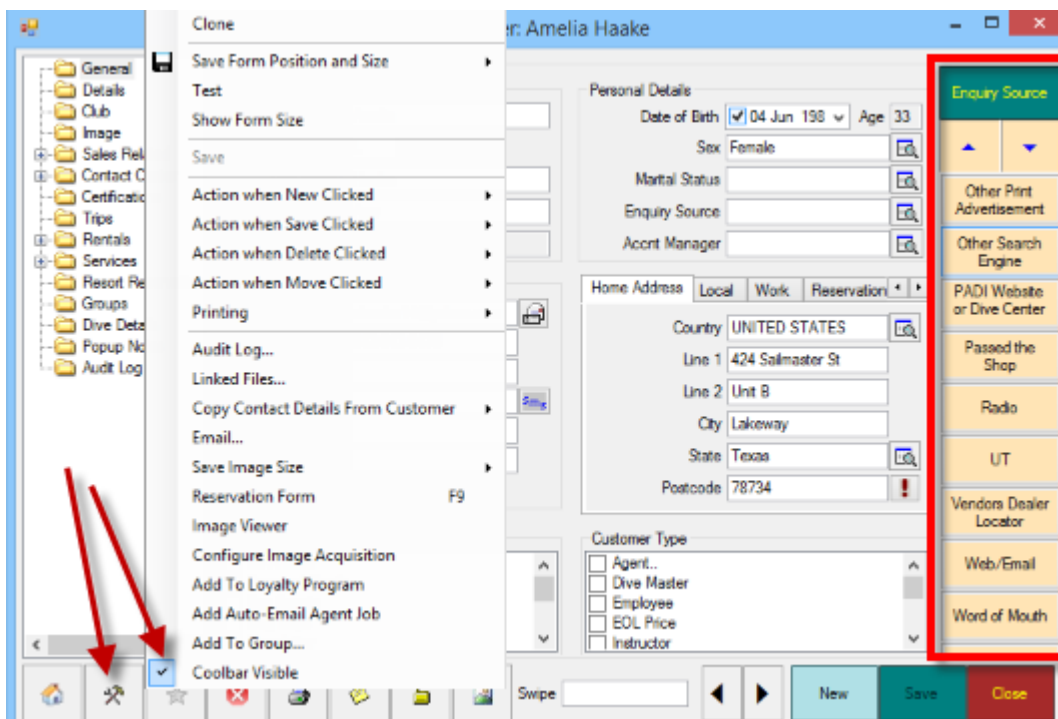 er: Amelia Haake
General
Details
Club
Image
Sales Rel
Contact C
Certificatio
Trips
Rentals
Services
Resort Re
Groups
Dive Deta
Popup No
Audit Log
Clone
Save Form Position and Size
Test
Show Form Size
Save
Action when New Clicked
Action when Save Clicked
Action when Delete Clicked
Action when Move Clicked
Printing
Audit Log...
Linked Files...
Copy Contact Details From Customer
Email...
Save Image Size
Reservation Form F9
Image Viewer
Configure Image Acquisition
Add To Loyalty Program
Add Auto-Email Agent Job
Add To Group...
Coolbar Visible
Personal Details
Date of Birth 04 Jun 198 Age 33
Sex Female
Marital Status
Enquiry Source
Accnt Manager
Home Address Local Work Reservation
Country UNITED STATES
Line 1 424 Sailmaster St
Line 2 Unit B
City Lakeway
State Texas
Postcode 78734
Customer Type
Agent..
Dive Master
Employee
EOL Price
Instructor
Enquiry Source
Other Print
Advertisement
Other Search
Engine
PADI Website
or Dive Center
Passed the
Shop
Radio
UT
Vendors Dealer
Locator
Web/Email
Word of Mouth
Swipe
New
Save
Close